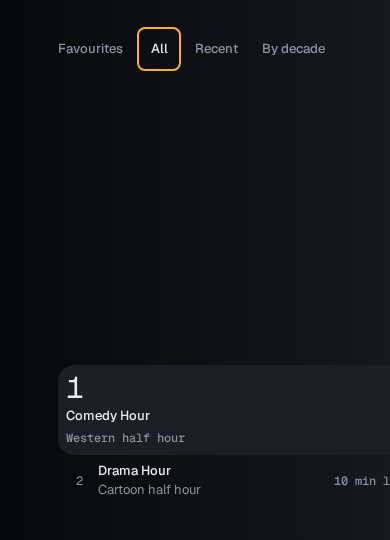 Favourites All Recent By decade
1
Comedy Hour
Western half hour
2 Drama Hour
Cartoon half hour
10 min